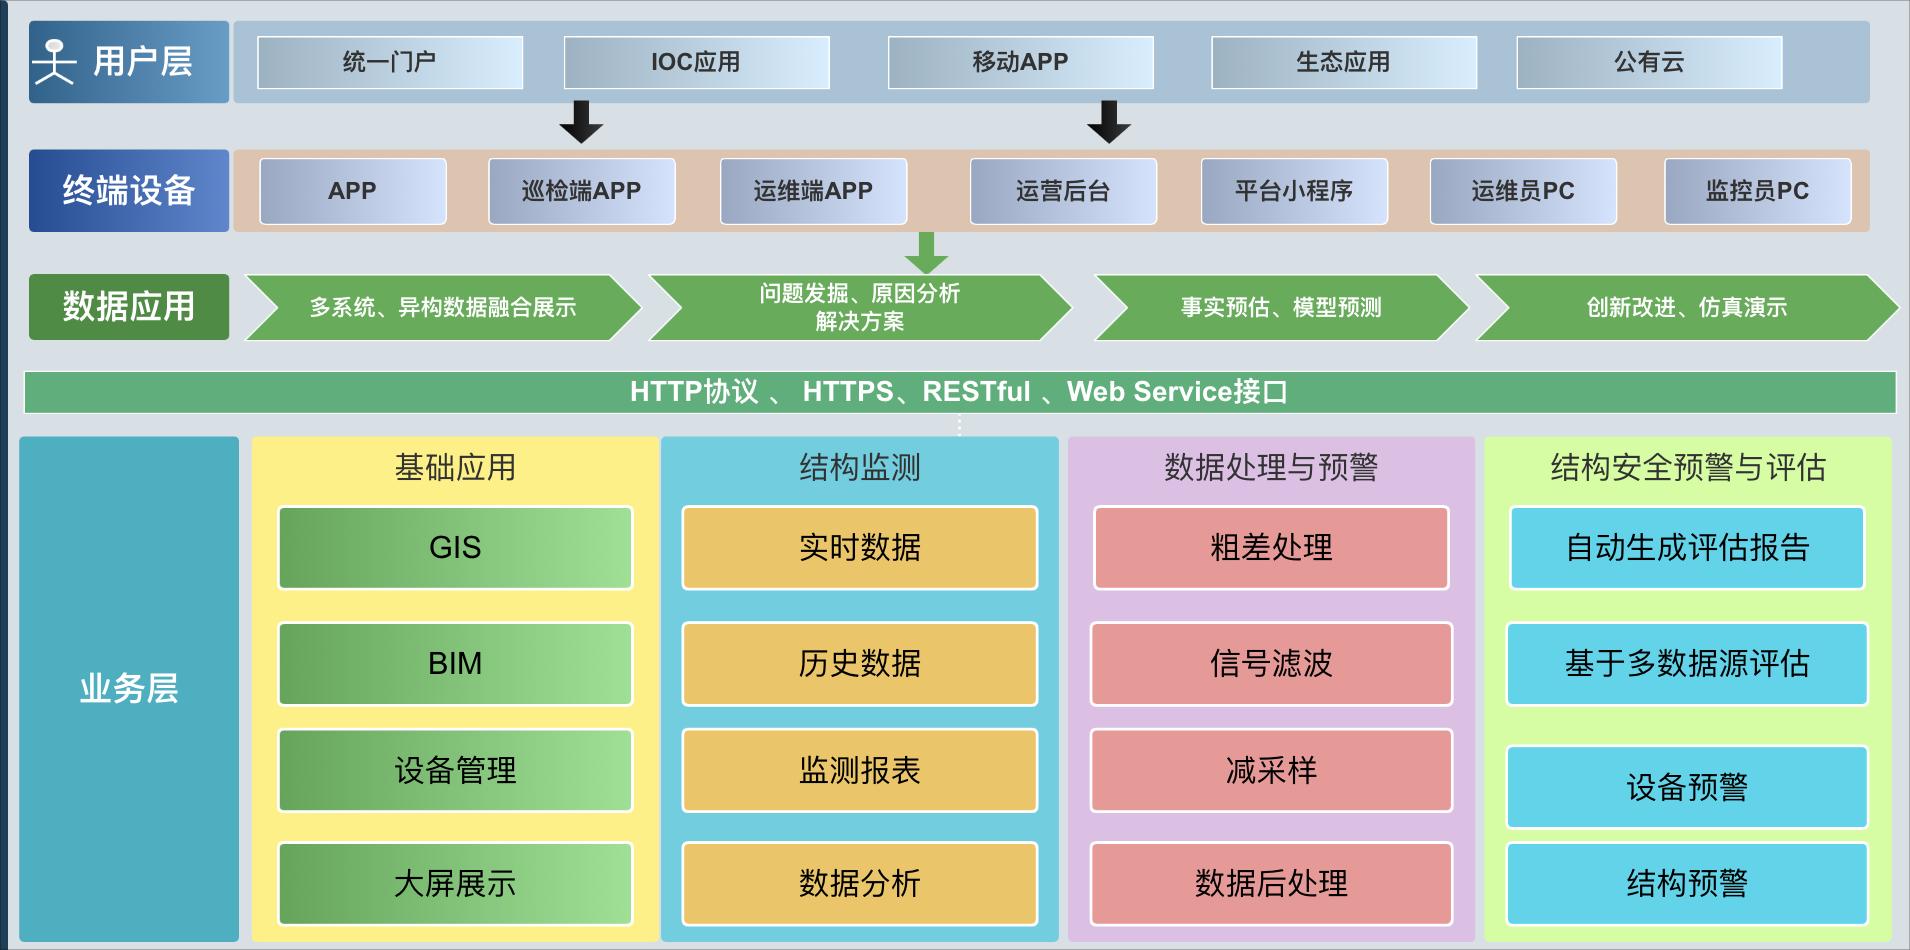 用户层
统一门户
IOC应用
移动APP
生态应用
公有云
终端设备
APP
巡检端APP
运维端APP
运营后台
平台小程序
运维员PC
监控员PC
数据应用
多系统、异构数据融合展示
问题发掘、原因分析
解决方案
事实预估、模型预测
创新改进、仿真演示
HTTP协议 、 HTTPS、RESTful 、Web Service接口
业务层
基础应用
GIS
BIM
设备管理
大屏展示
结构监测
实时数据
历史数据
监测报表
数据分析
数据处理与预警
粗差处理
信号滤波
减采样
数据后处理
结构安全预警与评估
自动生成评估报告
基于多数据源评估
设备预警
结构预警